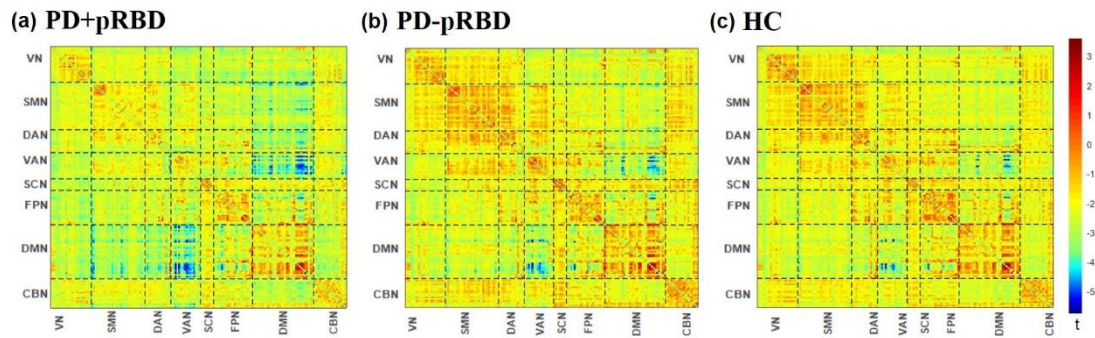 (a) PD+pRBD
(b) PD-pRBD
(c) HC
VN
SMN
DAN
VAN
SCN
FPN
DMN
CBN
VN
SMN
DAN
VAN
SCN
FPN
DMN
CBN
VN
SMN
DAN
VAN
SCN
FPN
DMN
CBN
VN
SMN
DAN
VAN
SCN
FPN
DMN
CBN
VN
SMN
DAN
VAN
SCN
FPN
DMN
CBN
VN
SMN
DAN
VAN
SCN
FPN
DMN
CBN
3
2
1
0
-1
-2
-3
-4
-5
t